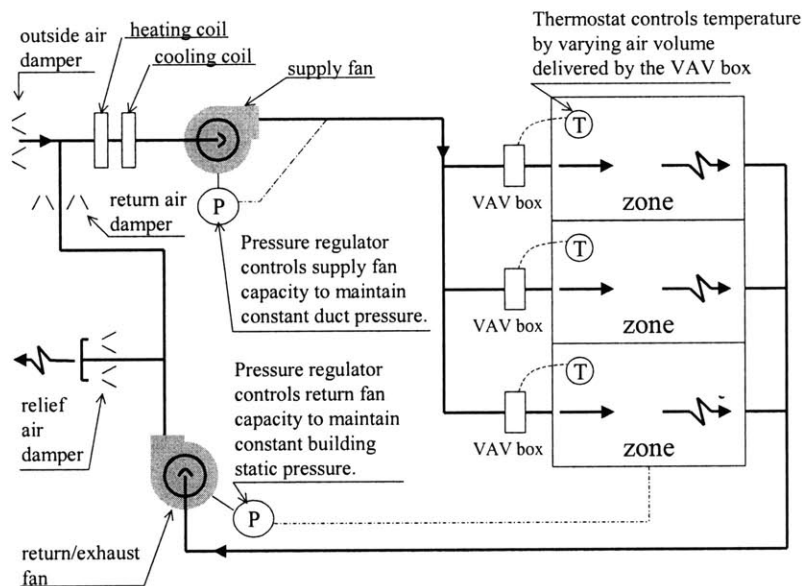 outside air
damper
heating coil
cooling coil
supply fan
Thermostat controls temperature
by varying air volume
delivered by the VAV box
T
VAV box
zone
return air
damper
P
Pressure regulator
controls supply fan
capacity to maintain
constant duct pressure.
T
VAV box
zone
relief
air
damper
Pressure regulator
controls return fan
capacity to maintain
constant building
static pressure.
T
VAV box
zone
P
return/exhaust
fan